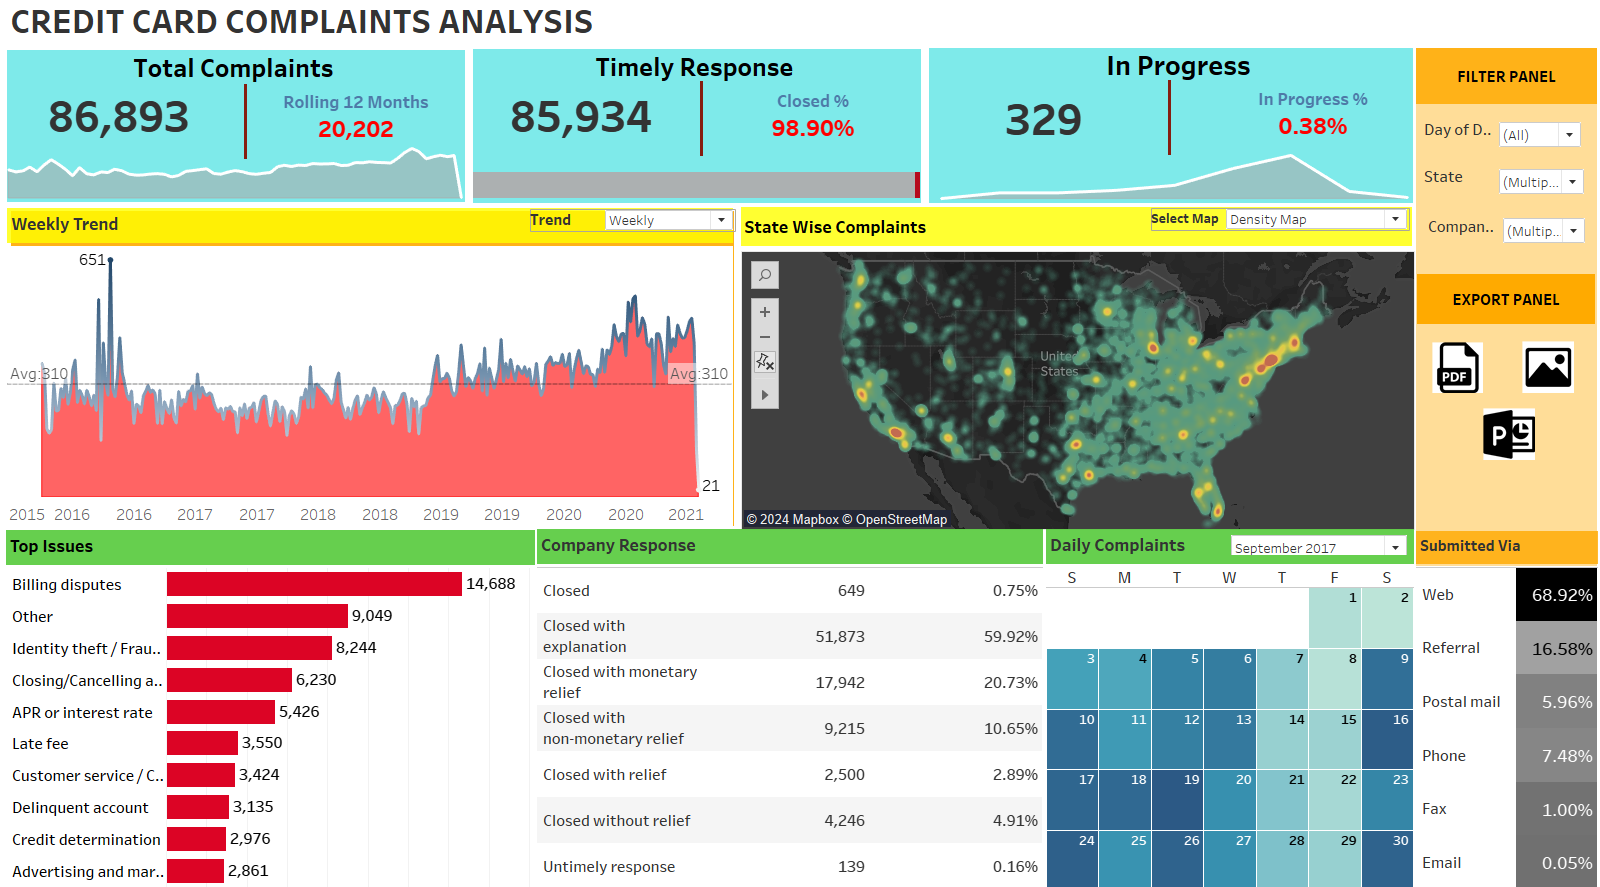 CREDIT CARD COMPLAINTS ANALYSIS
Total Complaints
86,893
Rolling 12 Months
20,202
Timely Response
85,934
Closed %
98.90%
In Progress
329
In Progress %
0.38%
FILTER PANEL
Day of D..
(All)
State
(Multip...
Compan..
(Multip...
Weekly Trend
Trend
Weekly
651
Avg:310
Avg:310
21
2015 2016 2016 2017 2017 2018 2018 2019 2019 2020 2020 2021
State Wise Complaints
Select Map
Density Map
United
States
© 2024 Mapbox © OpenStreetMap
EXPORT PANEL
PDF
P
Top Issues
Billing disputes 14,688
Other 9,049
Identity theft / Frau.. 8,244
Closing/Cancelling a.. 6,230
APR or interest rate 5,426
Late fee 3,550
Customer service / C.. 3,424
Delinquent account 3,135
Credit determination 2,976
Advertising and mar.. 2,861
Company Response
Closed 649 0.75%
Closed with
explanation 51,873 59.92%
Closed with monetary
relief 17,942 20.73%
Closed with
non-monetary relief 9,215 10.65%
Closed with relief 2,500 2.89%
Closed without relief 4,246 4.91%
Untimely response 139 0.16%
Daily Complaints
September 2017
S M T W T F S
1 2
3 4 5 6 7 8 9
10 11 12 13 14 15 16
17 18 19 20 21 22 23
24 25 26 27 28 29 30
Submitted Via
Web 68.92%
Referral 16.58%
Postal mail 5.96%
Phone 7.48%
Fax 1.00%
Email 0.05%